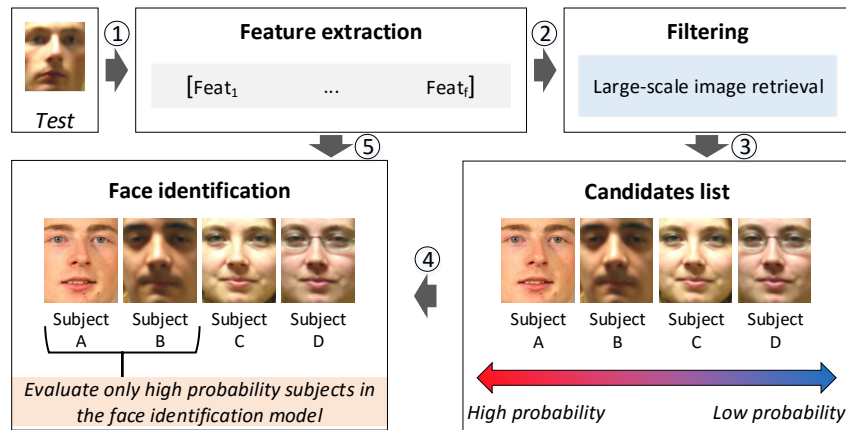 Test
①
Feature extraction
[Feat₁ ... Feat_f]
②
Filtering
Large-scale image retrieval
③
Candidates list
Subject A
Subject B
Subject C
Subject D
High probability
Low probability
④
⑤
Face identification
Subject A
Subject B
Subject C
Subject D
Evaluate only high probability subjects in
the face identification model